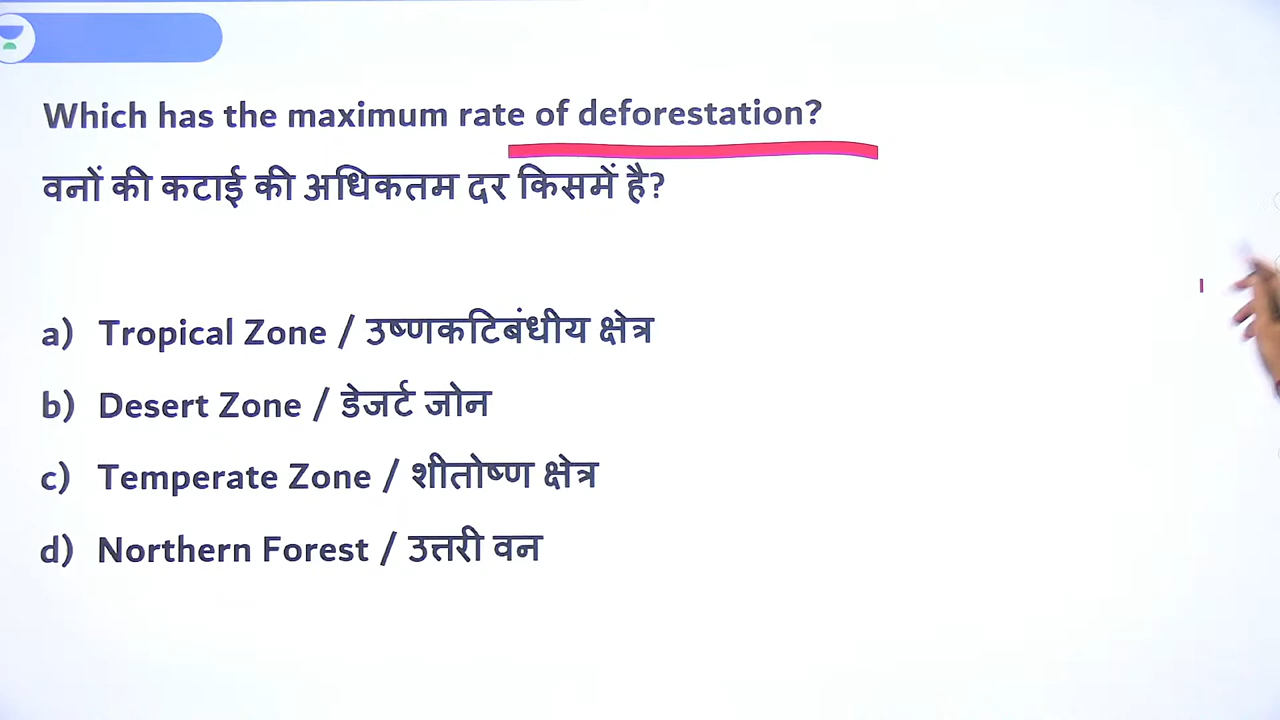 Which has the maximum rate of deforestation?
वनों की कटाई की अधिकतम दर किसमें है?
a) Tropical Zone / उष्णकटिबंधीय क्षेत्र
b) Desert Zone / डेजर्ट जोन
c) Temperate Zone / शीतोष्ण क्षेत्र
d) Northern Forest / उत्तरी वन